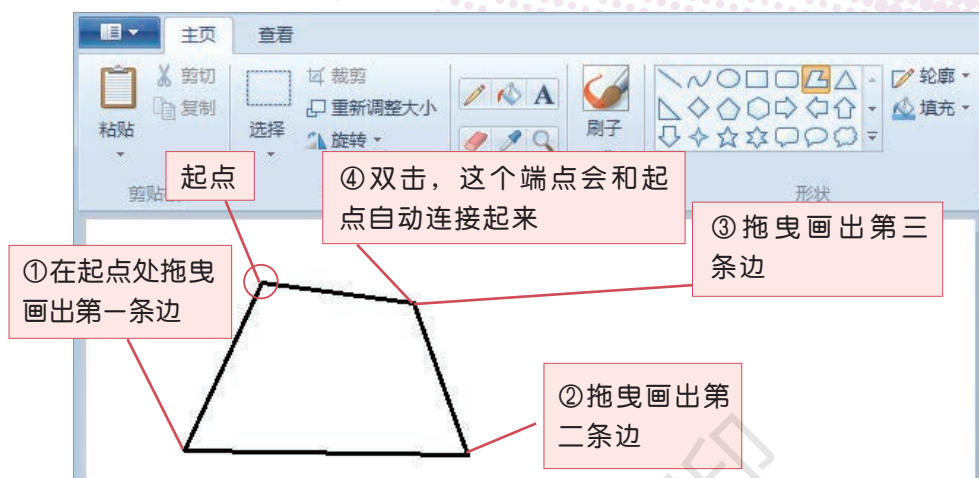 主页 查看
剪切
裁剪
轮廓
复制
重新调整大小
A
填充
粘贴
选择
旋转
刷子
剪贴
形状
起点
④双击，这个端点会和起
点自动连接起来
③拖曳画出第三
条边
①在起点处拖曳
画出第一条边
②拖曳画出第
二条边
印